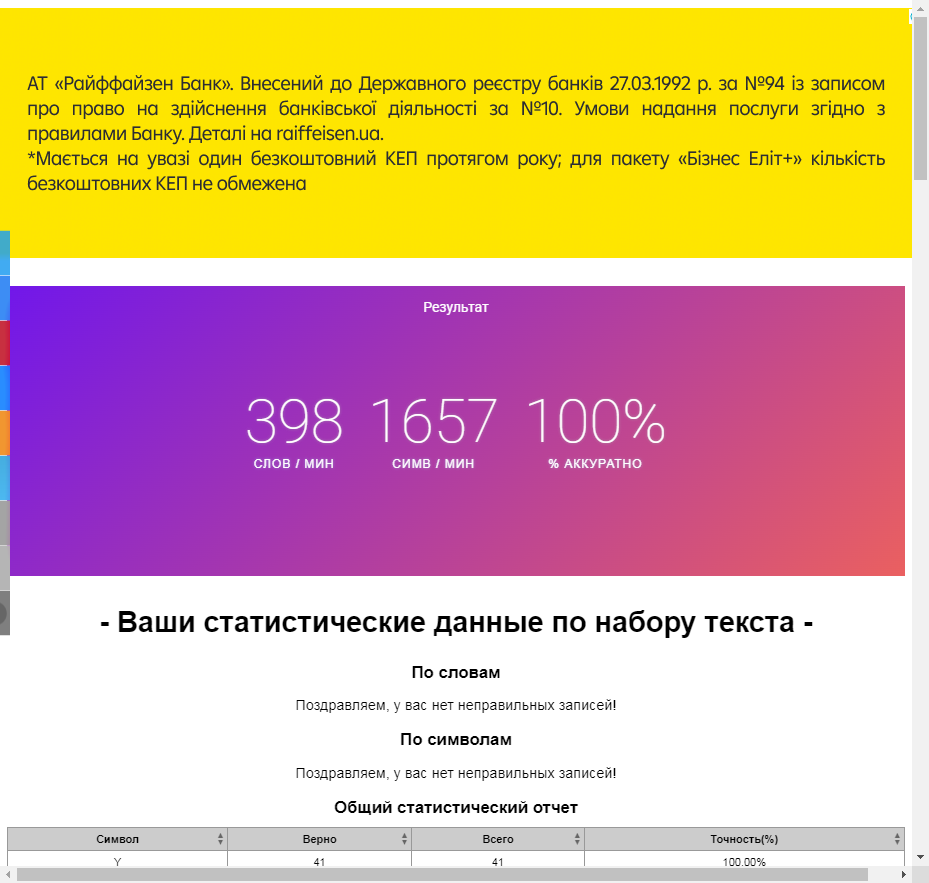 АТ «Райффайзен Банк». Внесений до Державного реєстру банків 27.03.1992 р. за №94 із записом
про право на здійснення банківської діяльності за №10. Умови надання послуги згідно з
правилами Банку. Деталі на raiffeisen.ua.
*Мається на увазі один безкоштовний КЕП протягом року; для пакету «Бізнес Еліт+» кількість
безкоштовних КЕП не обмежена
Результат
398 1657 100%
СЛОВ / МИН СИМВ / МИН % АККУРАТНО
- Ваши статистические данные по набору текста -
По словам
Поздравляем, у вас нет неправильных записей!
По символам
Поздравляем, у вас нет неправильных записей!
Общий статистический отчет
Символ Верно Всего Точность(%)
Y 41 41 100.00%